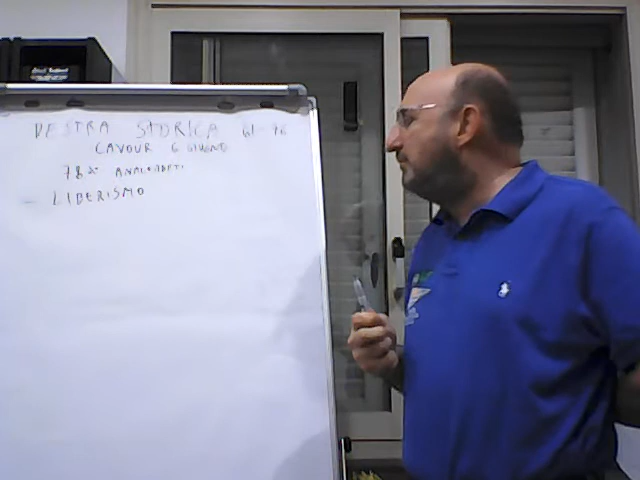 DESTRA STORICA 61 76
CAVOUR 6 GIUGNO
78% ANALFABETI
- LIBERISMO